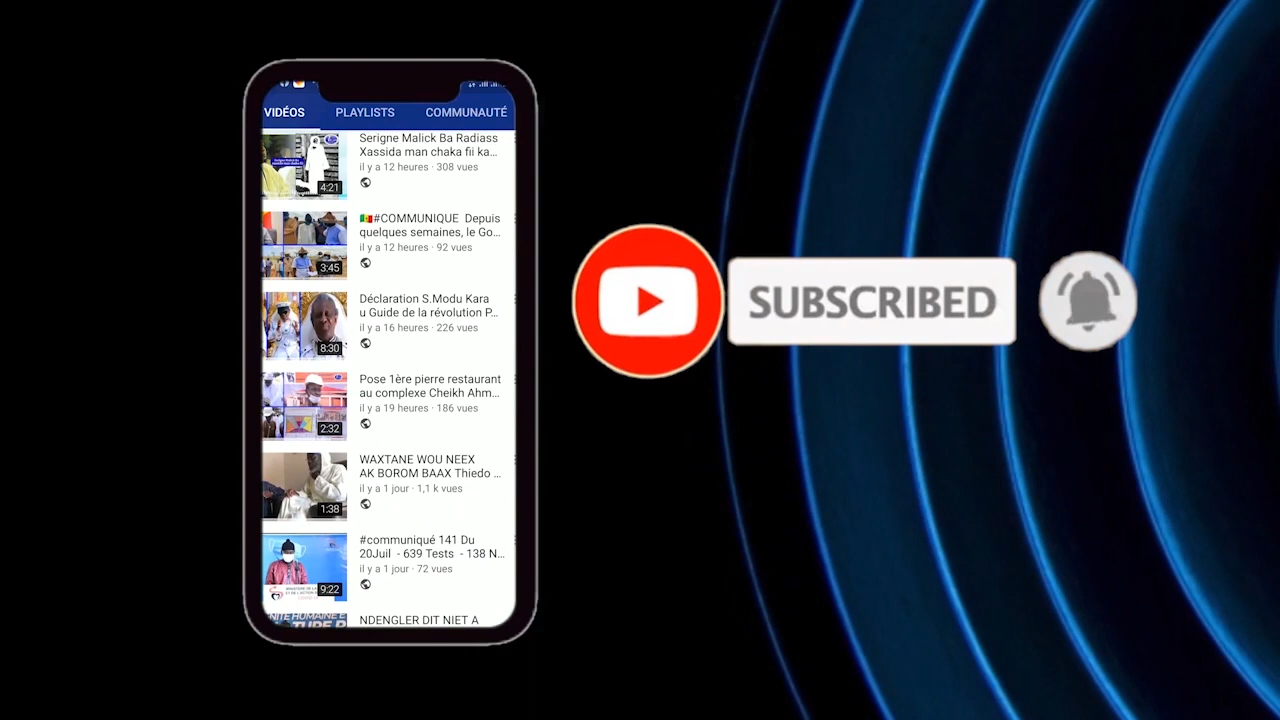 VIDÉOS PLAYLISTS COMMUNAUTÉ
Serigne Malick Ba Radiass
Xassida man chaka fii ka...
il y a 12 heures · 308 vues
4:21
🇸🇳#COMMUNIQUE Depuis
quelques semaines, le Go...
il y a 12 heures · 92 vues
3:45
Déclaration S.Modu Kara
u Guide de la révolution P...
il y a 16 heures · 226 vues
8:30
Pose 1ère pierre restaurant
au complexe Cheikh Ahm...
il y a 19 heures · 186 vues
2:32
WAXTANE WOU NEEX
AK BOROM BAAX Thiedo ...
il y a 1 jour · 1,1 k vues
1:38
#communiqué 141 Du
20Juil - 639 Tests - 138 N...
il y a 1 jour · 72 vues
9:22
NDENGLER DIT NIET A
SUBSCRIBED